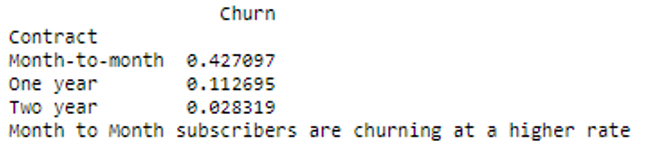 Churn
Contract
Month-to-month 0.427097
One year 0.112695
Two year 0.028319
Month to Month subscribers are churning at a higher rate